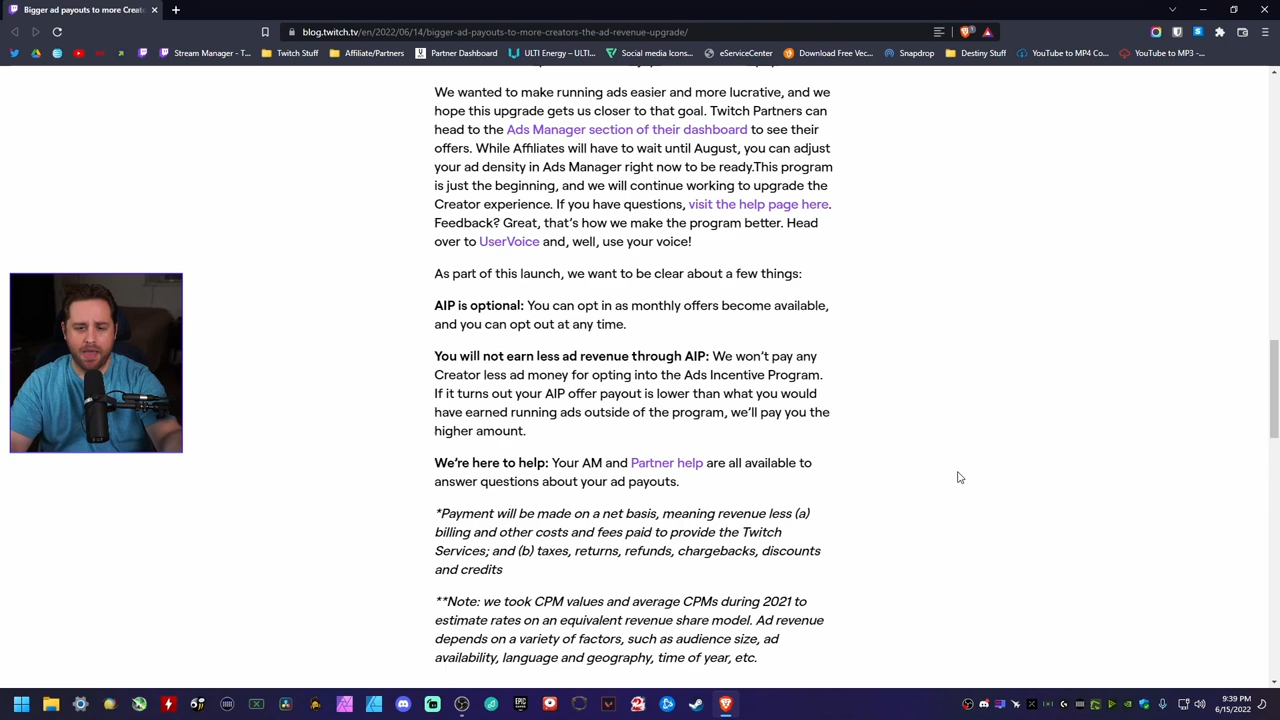 Bigger ad payouts to more Creat
blog.twitch.tv/en/2022/06/14/bigger-ad-payouts-to-more-creators-the-ad-revenue-upgrade/
Stream Manager - T...
Twitch Stuff
Affiliate/Partners
Partner Dashboard
ULTI Energy – ULTI...
Social media Icons...
eServiceCenter
Download Free Vec...
Snapdrop
Destiny Stuff
YouTube to MP4 Co...
YouTube to MP3 -...
We wanted to make running ads easier and more lucrative, and we
hope this upgrade gets us closer to that goal. Twitch Partners can
head to the Ads Manager section of their dashboard to see their
offers. While Affiliates will have to wait until August, you can adjust
your ad density in Ads Manager right now to be ready.This program
is just the beginning, and we will continue working to upgrade the
Creator experience. If you have questions, visit the help page here.
Feedback? Great, that's how we make the program better. Head
over to UserVoice and, well, use your voice!
As part of this launch, we want to be clear about a few things:
AIP is optional: You can opt in as monthly offers become available,
and you can opt out at any time.
You will not earn less ad revenue through AIP: We won't pay any
Creator less ad money for opting into the Ads Incentive Program.
If it turns out your AIP offer payout is lower than what you would
have earned running ads outside of the program, we'll pay you the
higher amount.
We're here to help: Your AM and Partner help are all available to
answer questions about your ad payouts.
*Payment will be made on a net basis, meaning revenue less (a)
billing and other costs and fees paid to provide the Twitch
Services; and (b) taxes, returns, refunds, chargebacks, discounts
and credits
**Note: we took CPM values and average CPMs during 2021 to
estimate rates on an equivalent revenue share model. Ad revenue
depends on a variety of factors, such as audience size, ad
availability, language and geography, time of year, etc.
9:39 PM
6/15/2022